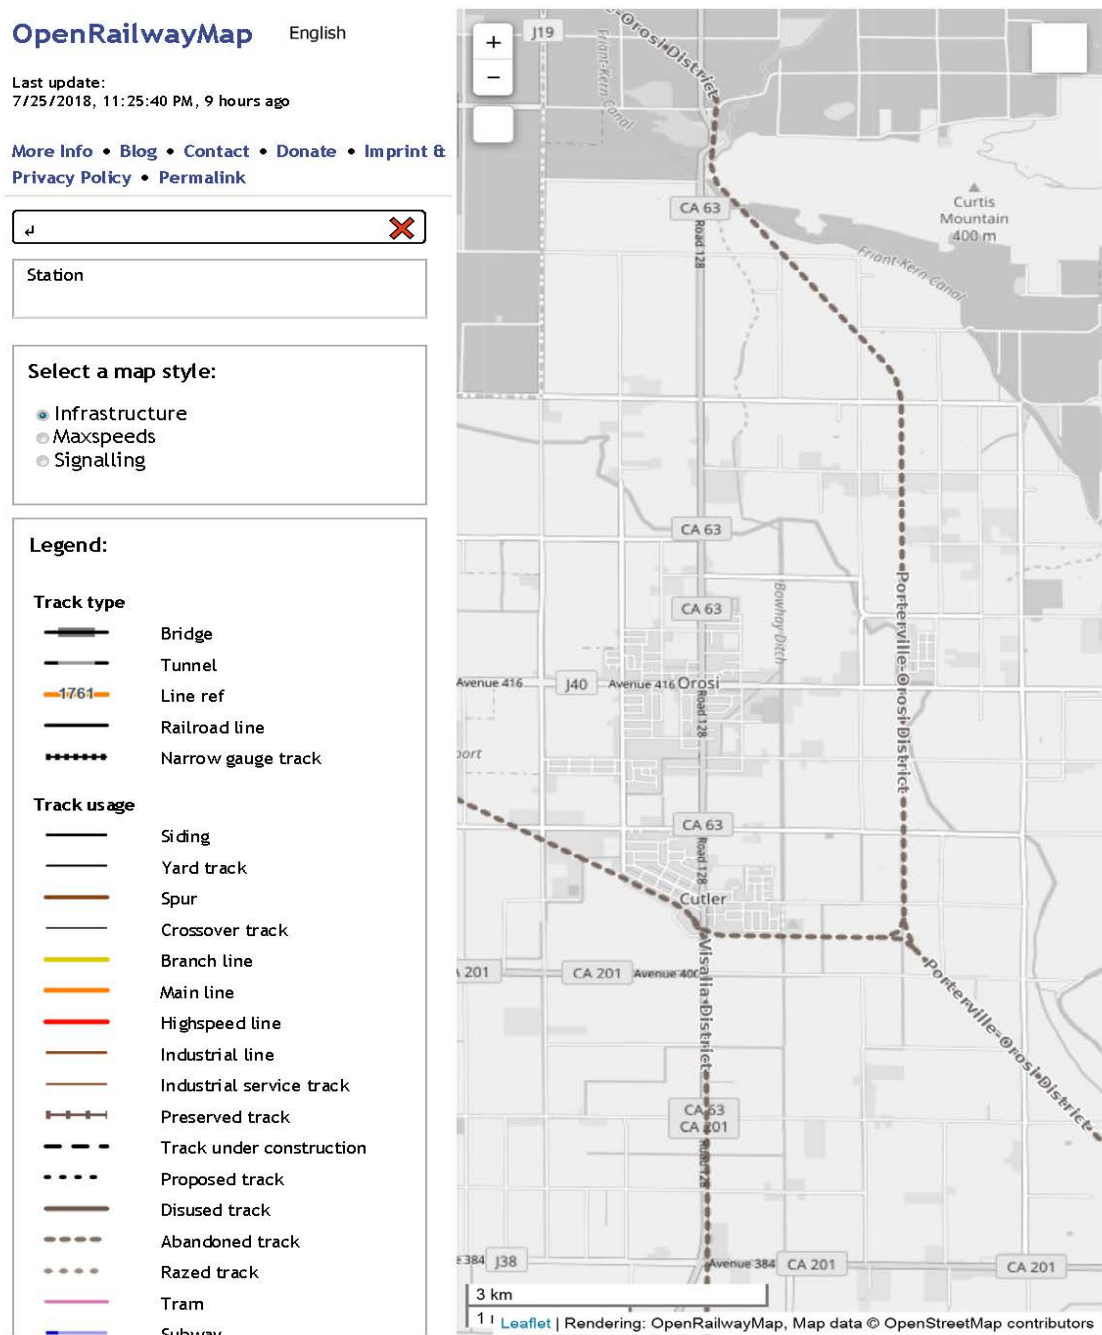 OpenRailwayMap
English
Last update:
7/25/2018, 11:25:40 PM, 9 hours ago
More Info • Blog • Contact • Donate • Imprint &
Privacy Policy • Permalink
Station
Select a map style:
Infrastructure
Maxspeeds
Signalling
Legend:
Track type
Bridge
Tunnel
1761 Line ref
Railroad line
Narrow gauge track
Track usage
Siding
Yard track
Spur
Crossover track
Branch line
Main line
Highspeed line
Industrial line
Industrial service track
Preserved track
Track under construction
Proposed track
Disused track
Abandoned track
Razed track
Tram
Subway
+
−
J19
-Orosi-District
Friant-Kern Canal
CA 63
Road 128
Curtis
Mountain
400 m
Friant-Kern Canal
CA 63
CA 63
Bowhay Ditch
Porterville-Orosi-District
Avenue 416
J40
Avenue 416
Orosi
Road 128
port
CA 63
Road 128
Cutler
A 201
CA 201
Avenue 400
Visalia-District
Porterville-Orosi-District
CA 63
CA 201
Road 128
384
J38
Avenue 384
CA 201
CA 201
3 km
1
Leaflet | Rendering: OpenRailwayMap, Map data © OpenStreetMap contributors